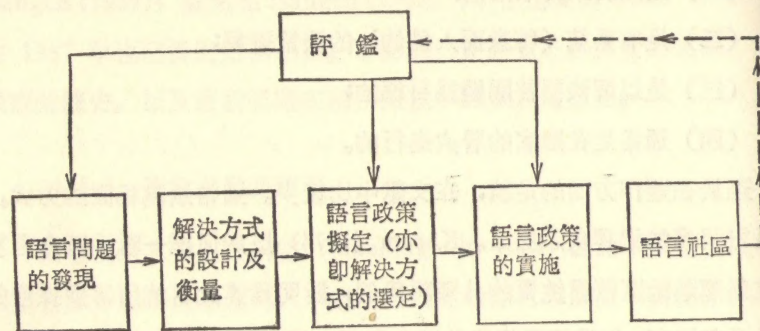 評鑑
語言問題
的發現
解決方式
的設計及
衡量
語言政策
擬定（亦
即解決方
式的選定
語言政策
的實施
語言社區